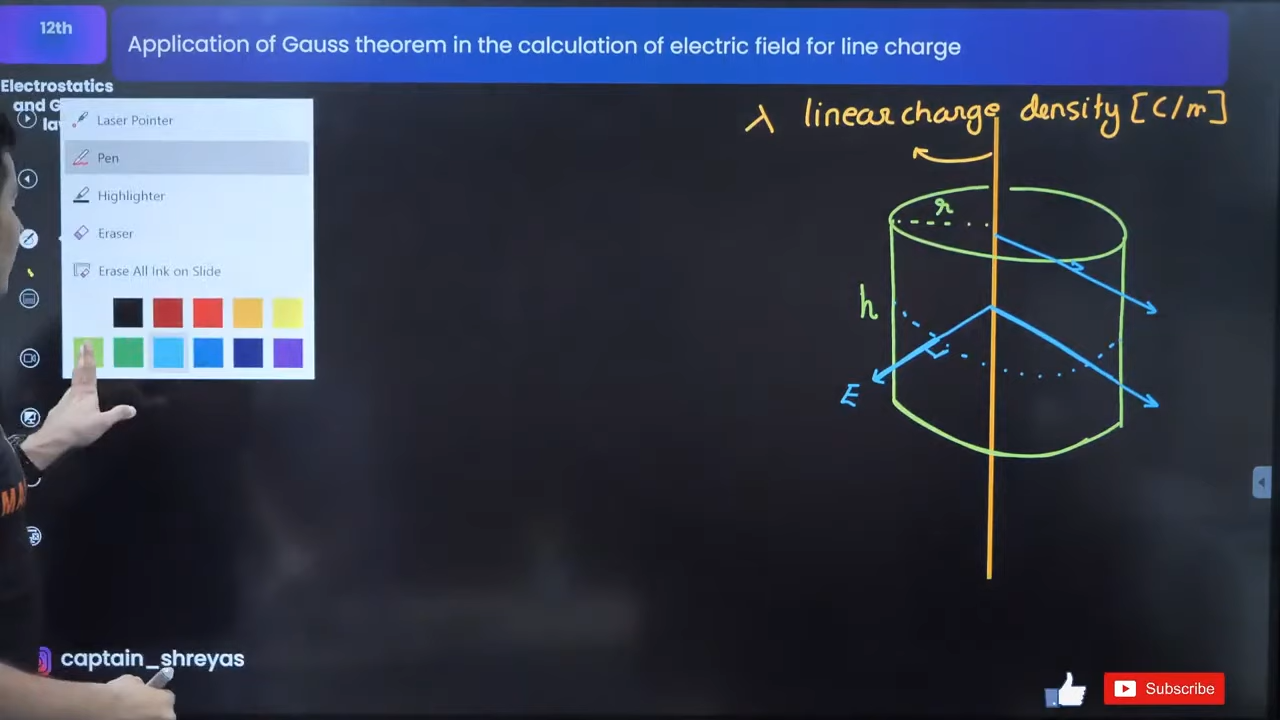 12th
Application of Gauss theorem in the calculation of electric field for line charge
Electrostatics
and G
la
Laser Pointer
Pen
Highlighter
Eraser
Erase All Ink on Slide
λ linear charge density [C/m]
r
h
E
captain_shreyas
Subscribe